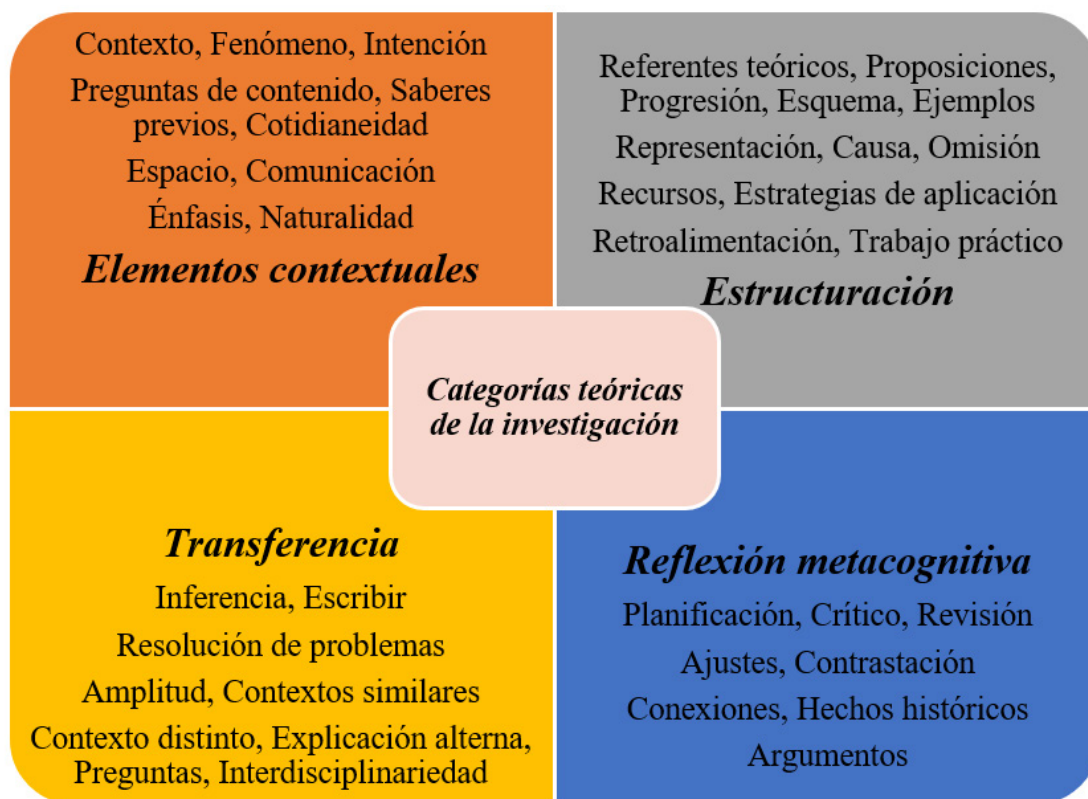 Contexto, Fenómeno, Intención
Preguntas de contenido, Saberes
previos, Cotidianeidad
Espacio, Comunicación
Énfasis, Naturalidad
Elementos contextuales
Referentes teóricos, Proposiciones,
Progresión, Esquema, Ejemplos
Representación, Causa, Omisión
Recursos, Estrategias de aplicación
Retroalimentación, Trabajo práctico
Estructuración
Categorías teóricas
de la investigación
Transferencia
Inferencia, Escribir
Resolución de problemas
Amplitud, Contextos similares
Contexto distinto, Explicación alterna,
Preguntas, Interdisciplinariedad
Reflexión metacognitiva
Planificación, Crítico, Revisión
Ajustes, Contrastación
Conexiones, Hechos históricos
Argumentos